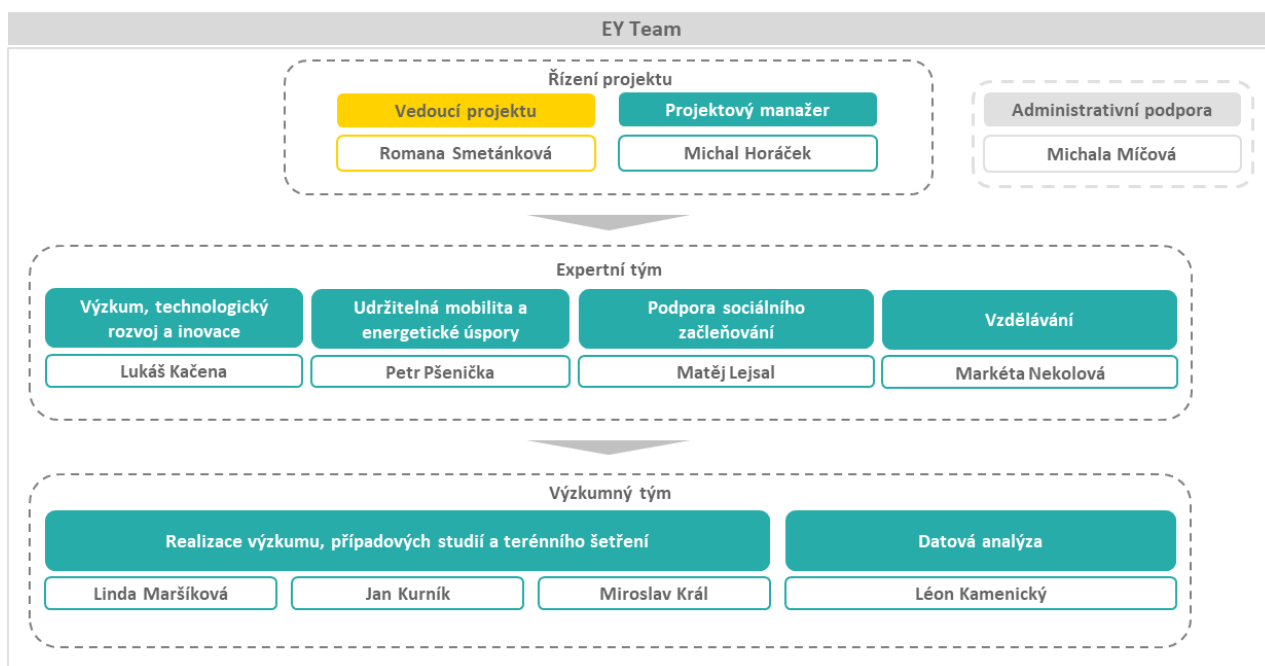 EY Team
Řízení projektu
Vedoucí projektu
Projektový manažer
Administrativní podpora
Romana Smetánková
Michal Horáček
Michala Míčová
Expertní tým
Výzkum, technologický
rozvoj a inovace
Udržitelná mobilita a
energetické úspory
Podpora sociálního
začleňování
Vzdělávání
Lukáš Kačena
Petr Pšenička
Matěj Lejsal
Markéta Nekolová
Výzkumný tým
Realizace výzkumu, případových studií a terénního šetření
Datová analýza
Linda Maršíková
Jan Kurník
Miroslav Král
Léon Kamenický